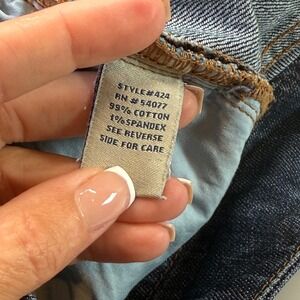 STYLE#424
RN #54077
99% COTTON
1% SPANDEX
SEE REVERSE
SIDE FOR CARE